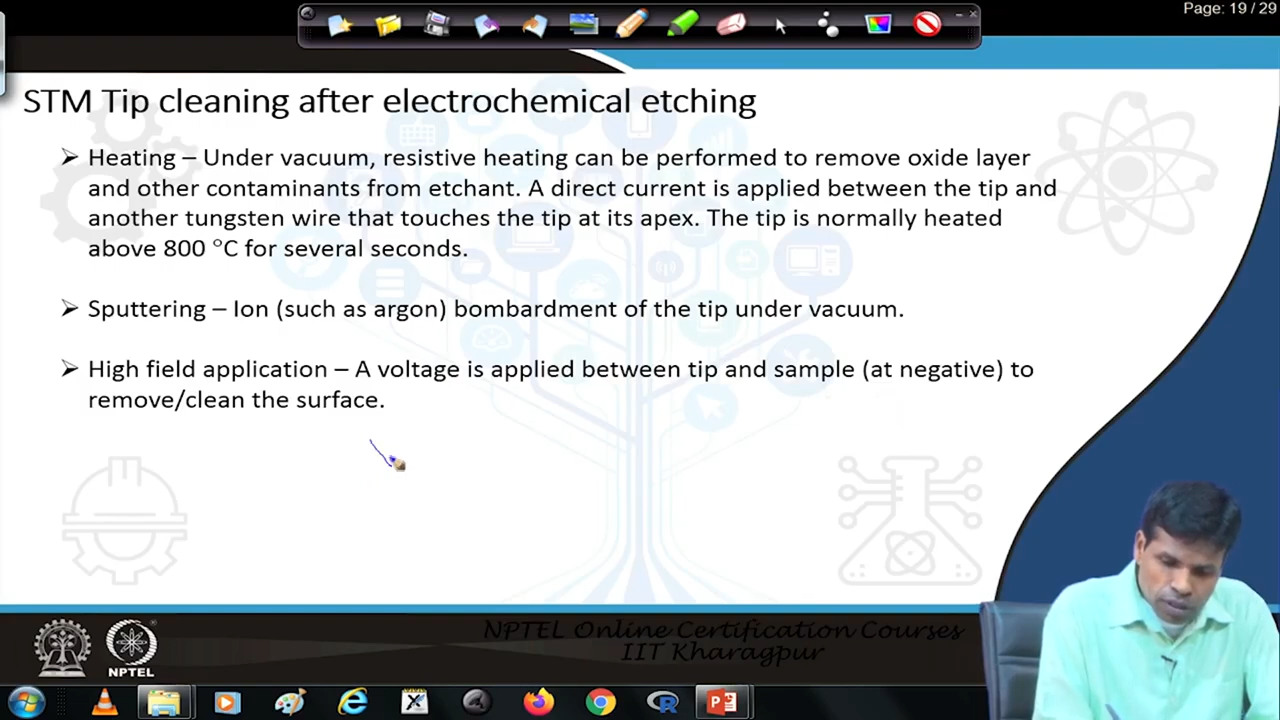 Page: 19 / 29
STM Tip cleaning after electrochemical etching
➢ Heating – Under vacuum, resistive heating can be performed to remove oxide layer
and other contaminants from etchant. A direct current is applied between the tip and
another tungsten wire that touches the tip at its apex. The tip is normally heated
above 800 °C for several seconds.
➢ Sputtering – Ion (such as argon) bombardment of the tip under vacuum.
➢ High field application – A voltage is applied between tip and sample (at negative) to
remove/clean the surface.
NPTEL Online Certification Courses
IIT Kharagpur
NPTEL